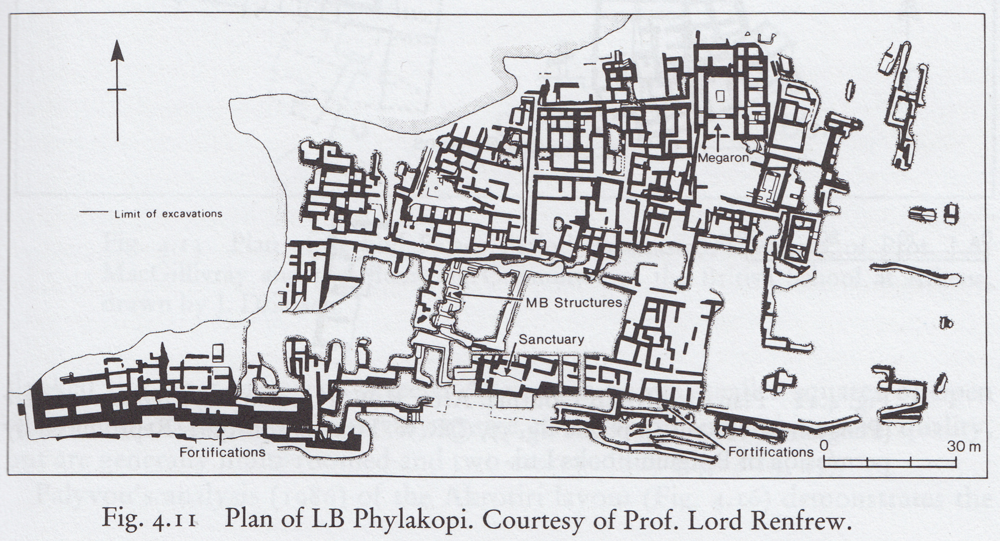 Megaron
Limit of excavations
MB Structures
Sanctuary
Fortifications
Fortifications
0 30 m
Fig. 4.11 Plan of LB Phylakopi. Courtesy of Prof. Lord Renfrew.